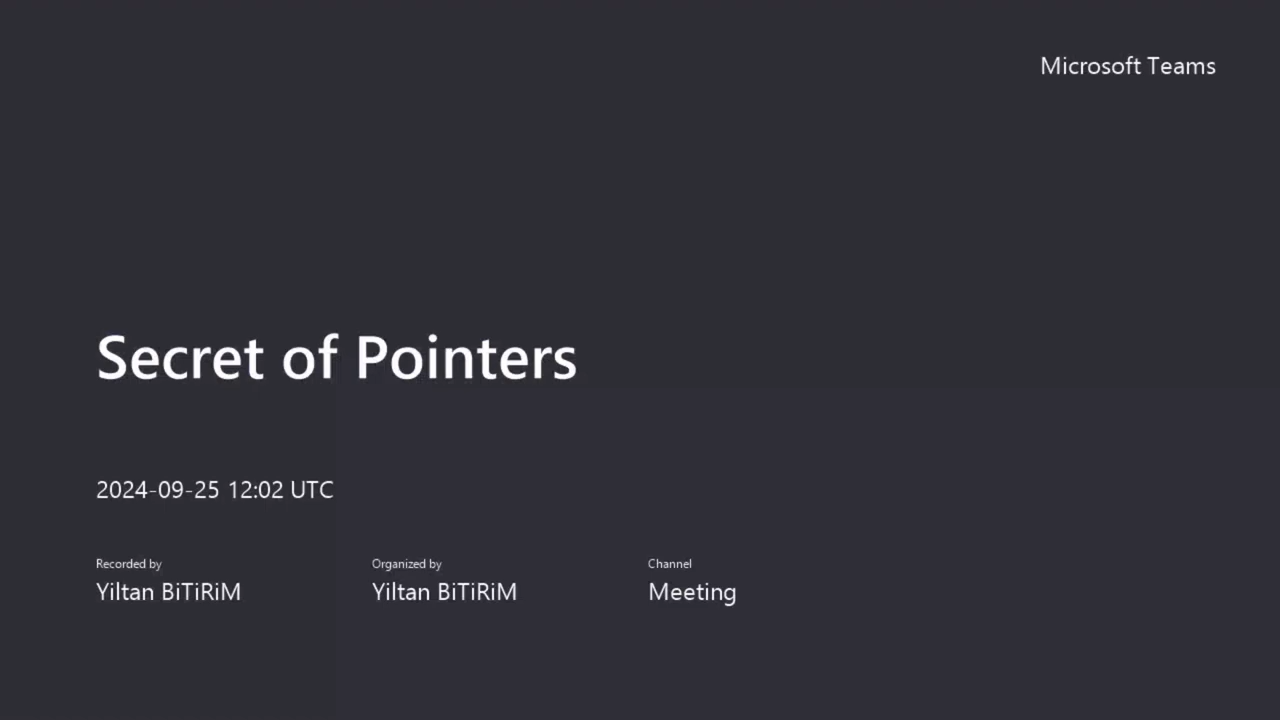 Microsoft Teams
Secret of Pointers
2024-09-25 12:02 UTC
Recorded by
Yiltan BiTiRiM
Organized by
Yiltan BiTiRiM
Channel
Meeting